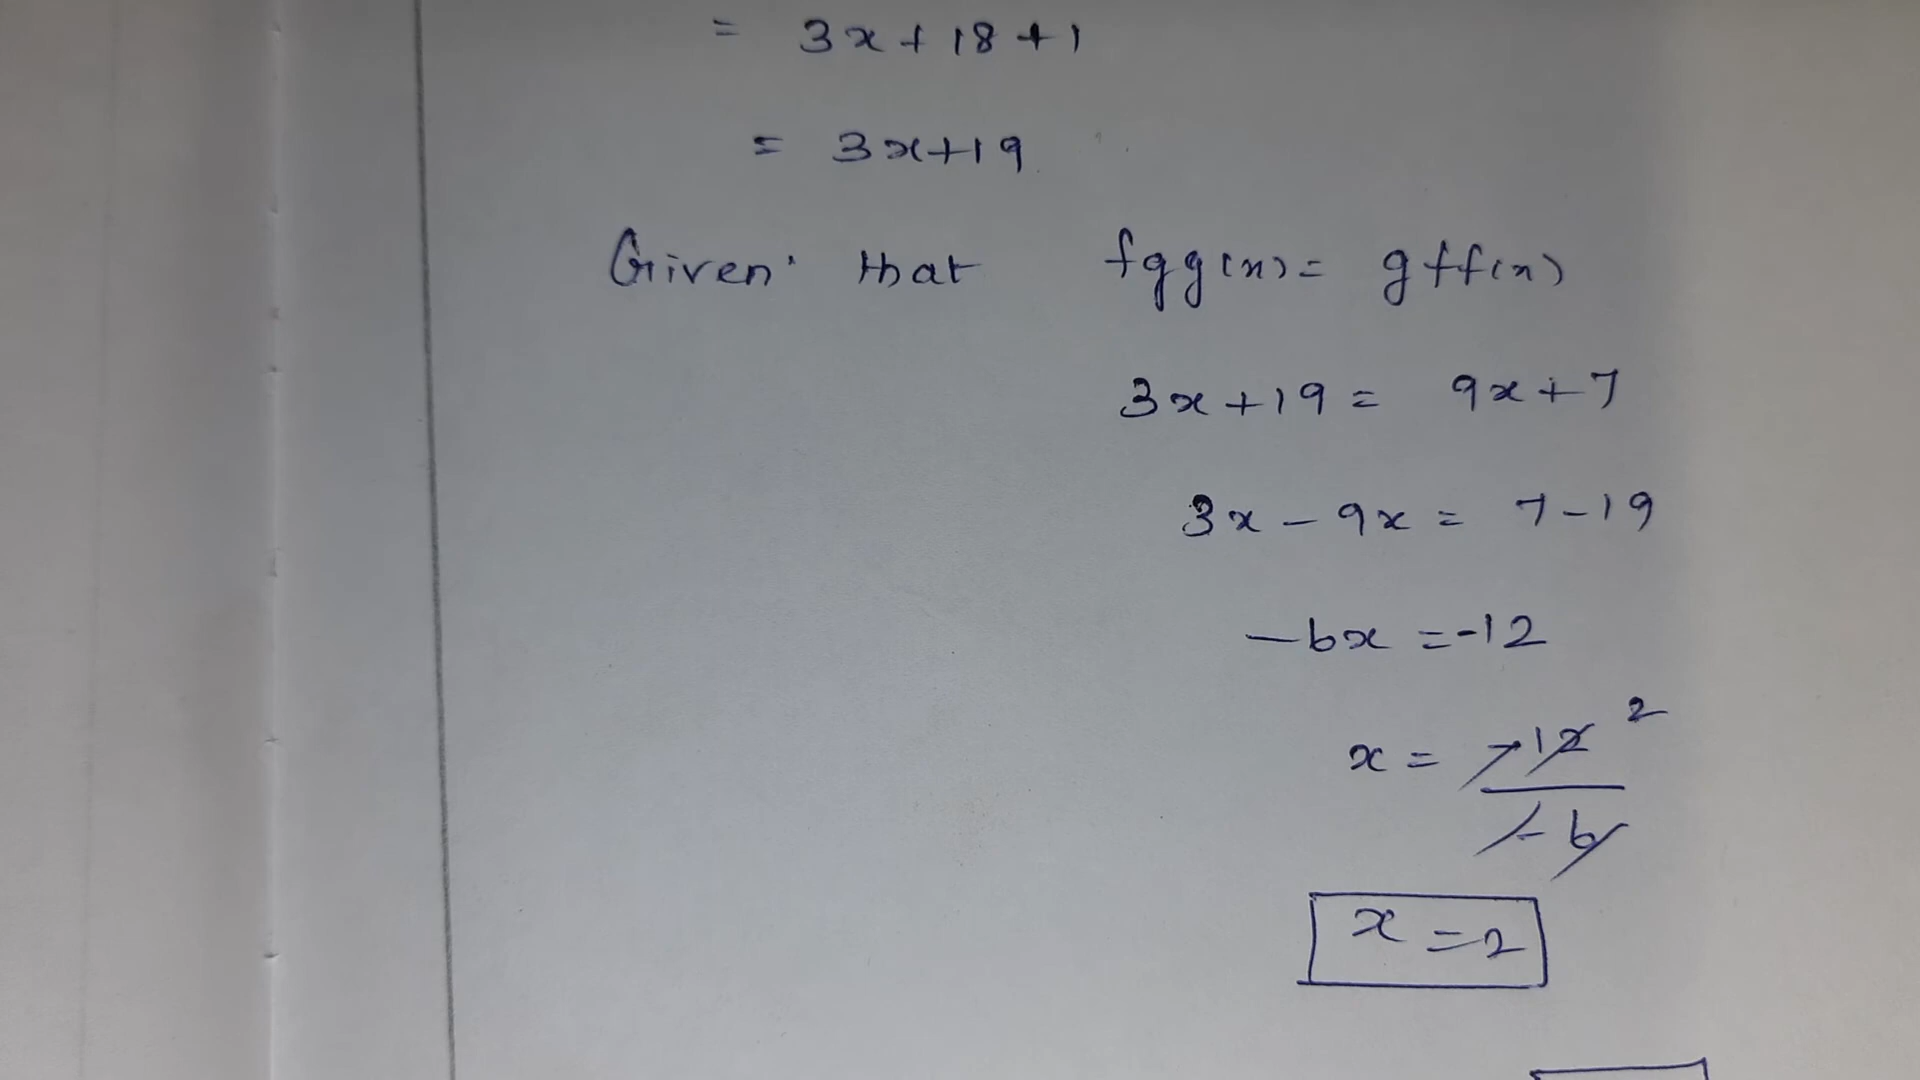 = 3x + 18 + 1
= 3x+19
Given that fgg(x) = gff(x)
3x+19 = 9x+7
3x - 9x = 7-19
-6x = -12
x = -12 2
-6
x = 2